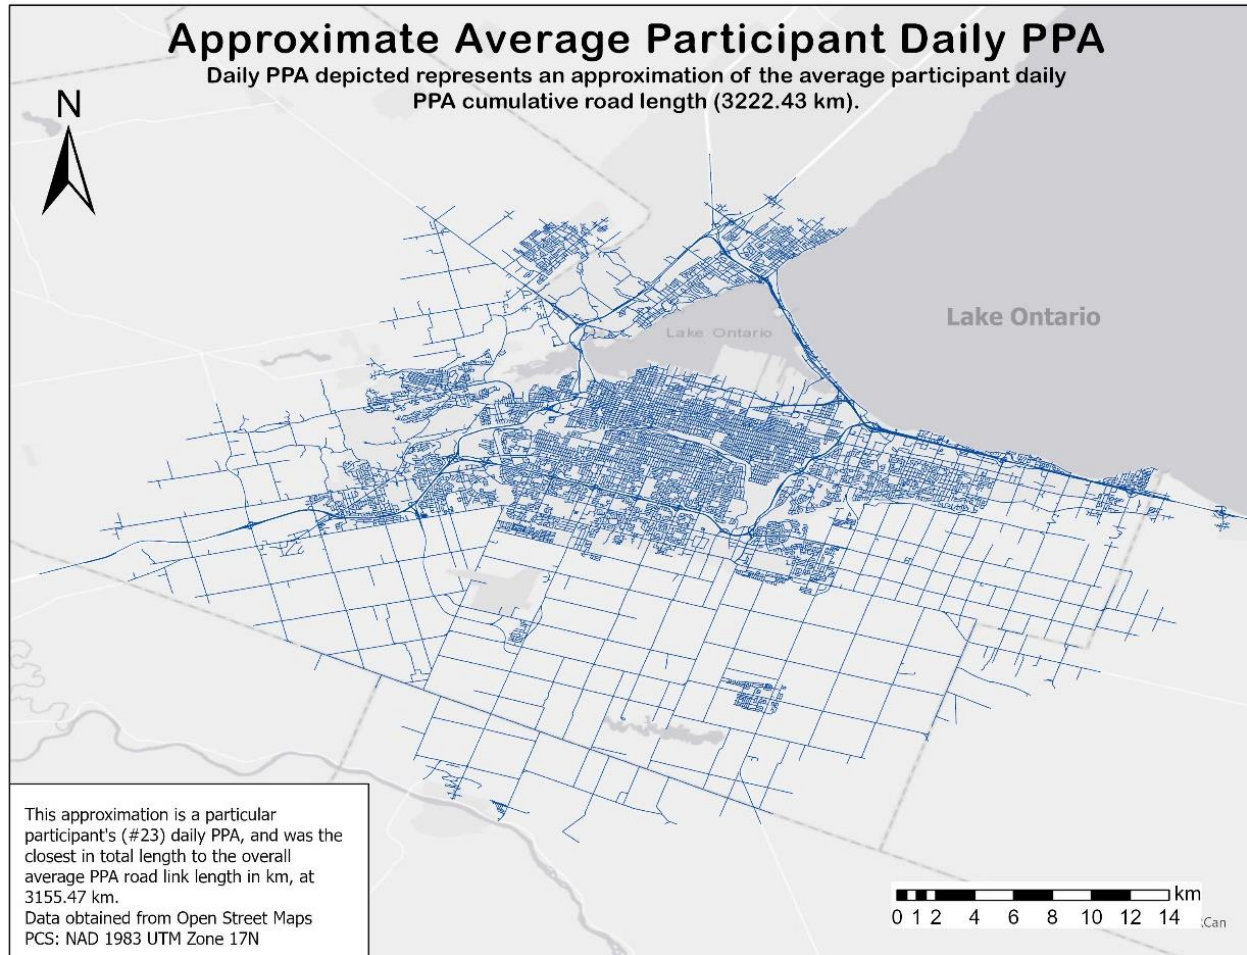 Approximate Average Participant Daily PPA
Daily PPA depicted represents an approximation of the average participant daily
PPA cumulative road length (3222.43 km).
N
Lake Ontario
Lake Ontario
This approximation is a particular
participant's (#23) daily PPA, and was the
closest in total length to the overall
average PPA road link length in km, at
3155.47 km.
Data obtained from Open Street Maps
PCS: NAD 1983 UTM Zone 17N
km
0 1 2 4 6 8 10 12 14